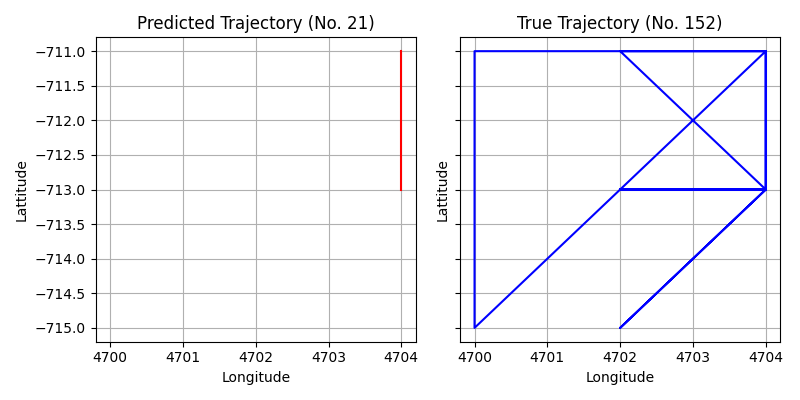 Predicted Trajectory (No. 21)
−711.0
−711.5
−712.0
−712.5
−713.0
−713.5
−714.0
−714.5
−715.0
Lattitude
4700 4701 4702 4703 4704
Longitude
True Trajectory (No. 152)
Lattitude
4700 4701 4702 4703 4704
Longitude